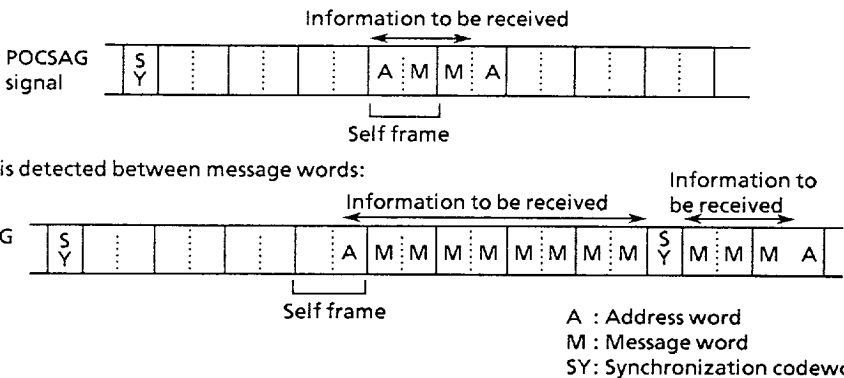 Information to be received
POCSAG
signal
S
Y
A M M A
Self frame
is detected between message words:
Information to
be received
Information to be received
G
S
Y
A M M M M M M M M
S
Y
M M M A
Self frame
A : Address word
M : Message word
SY: Synchronization codewo